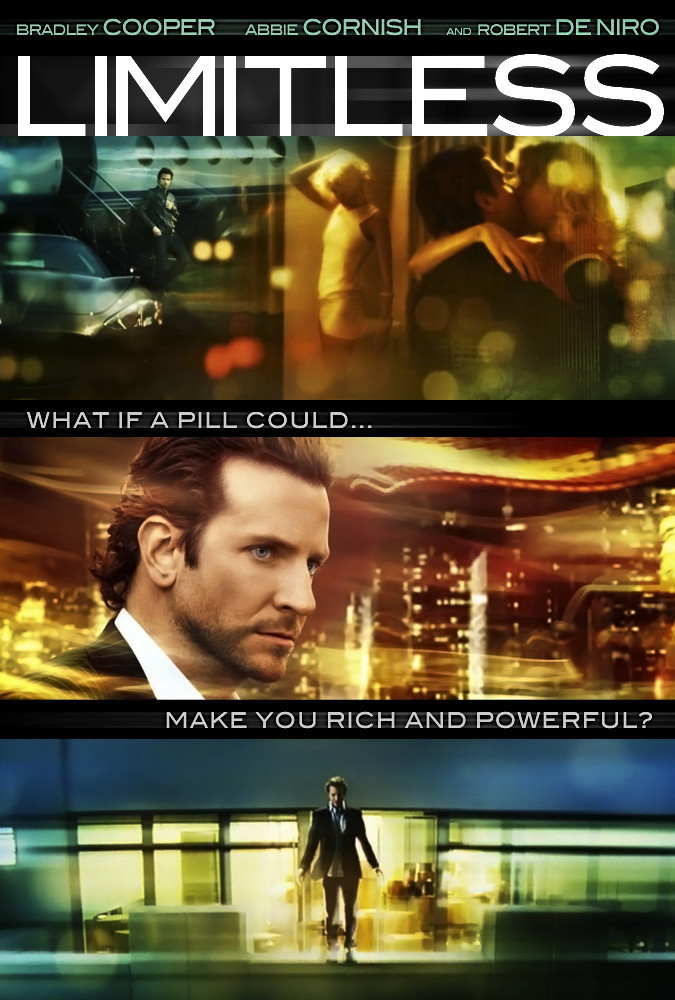 BRADLEY COOPER ABBIE CORNISH AND ROBERT DE NIRO
LIMITLESS
WHAT IF A PILL COULD...
MAKE YOU RICH AND POWERFUL?